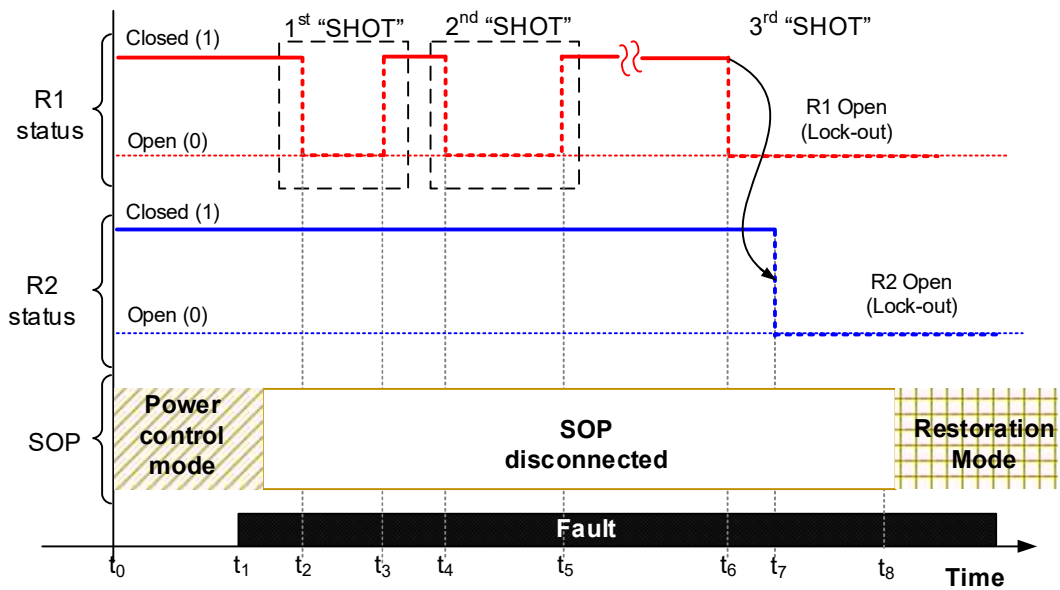 1st “SHOT”
2nd “SHOT”
3rd “SHOT”
Closed (1)
R1
status
R1 Open
(Lock-out)
Open (0)
Closed (1)
R2
status
R2 Open
(Lock-out)
Open (0)
SOP
Power
control
mode
SOP
disconnected
Restoration
Mode
Fault
t0 t1 t2 t3 t4 t5 t6 t7 t8
Time